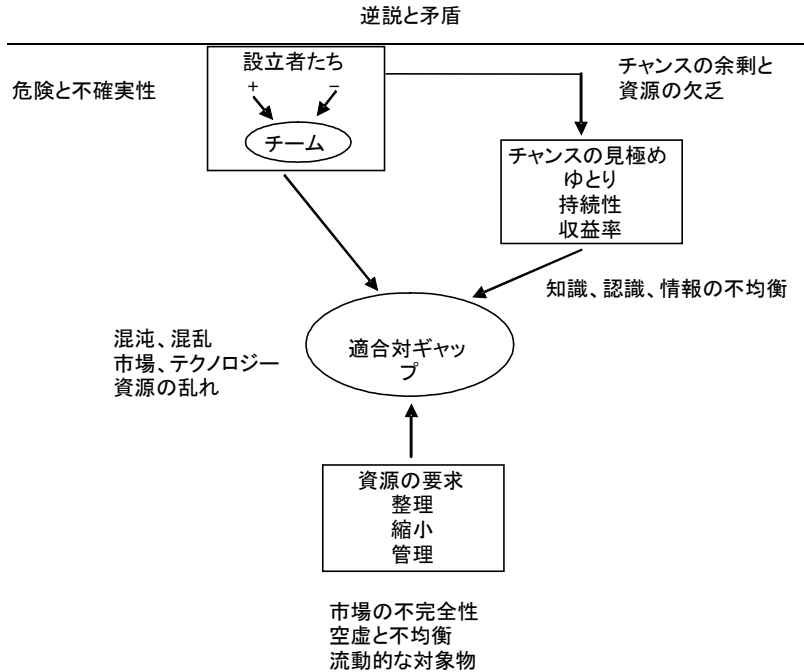 逆説と矛盾
設立者たち
+ −
チーム
危険と不確実性
チャンスの余剰と
資源の欠乏
チャンスの見極め
ゆとり
持続性
収益率
知識、認識、情報の不均衡
混沌、混乱
市場、テクノロジー
資源の乱れ
適合対ギャッ
プ
資源の要求
整理
縮小
管理
市場の不完全性
空虚と不均衡
流動的な対象物